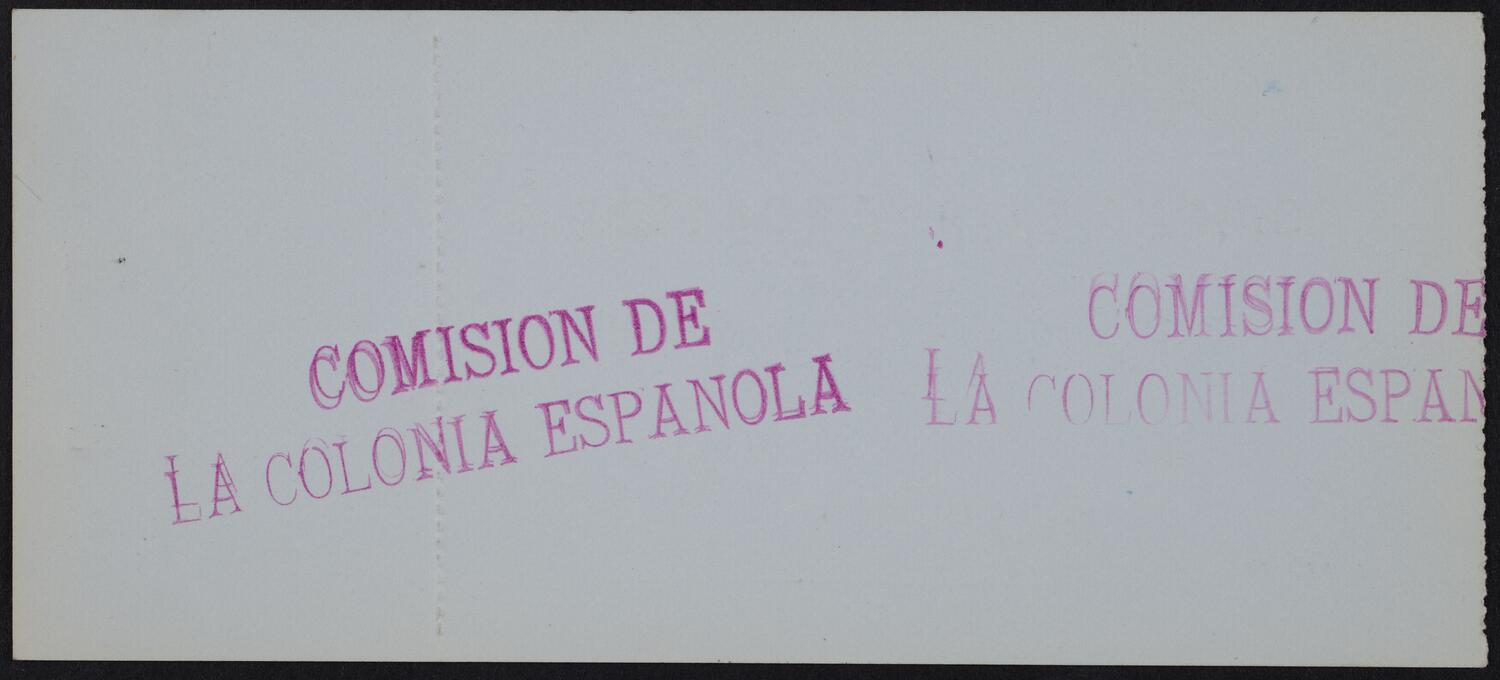 COMISION DE
LA COLONIA ESPANOLA
COMISION DE
LA COLONIA ESPAN